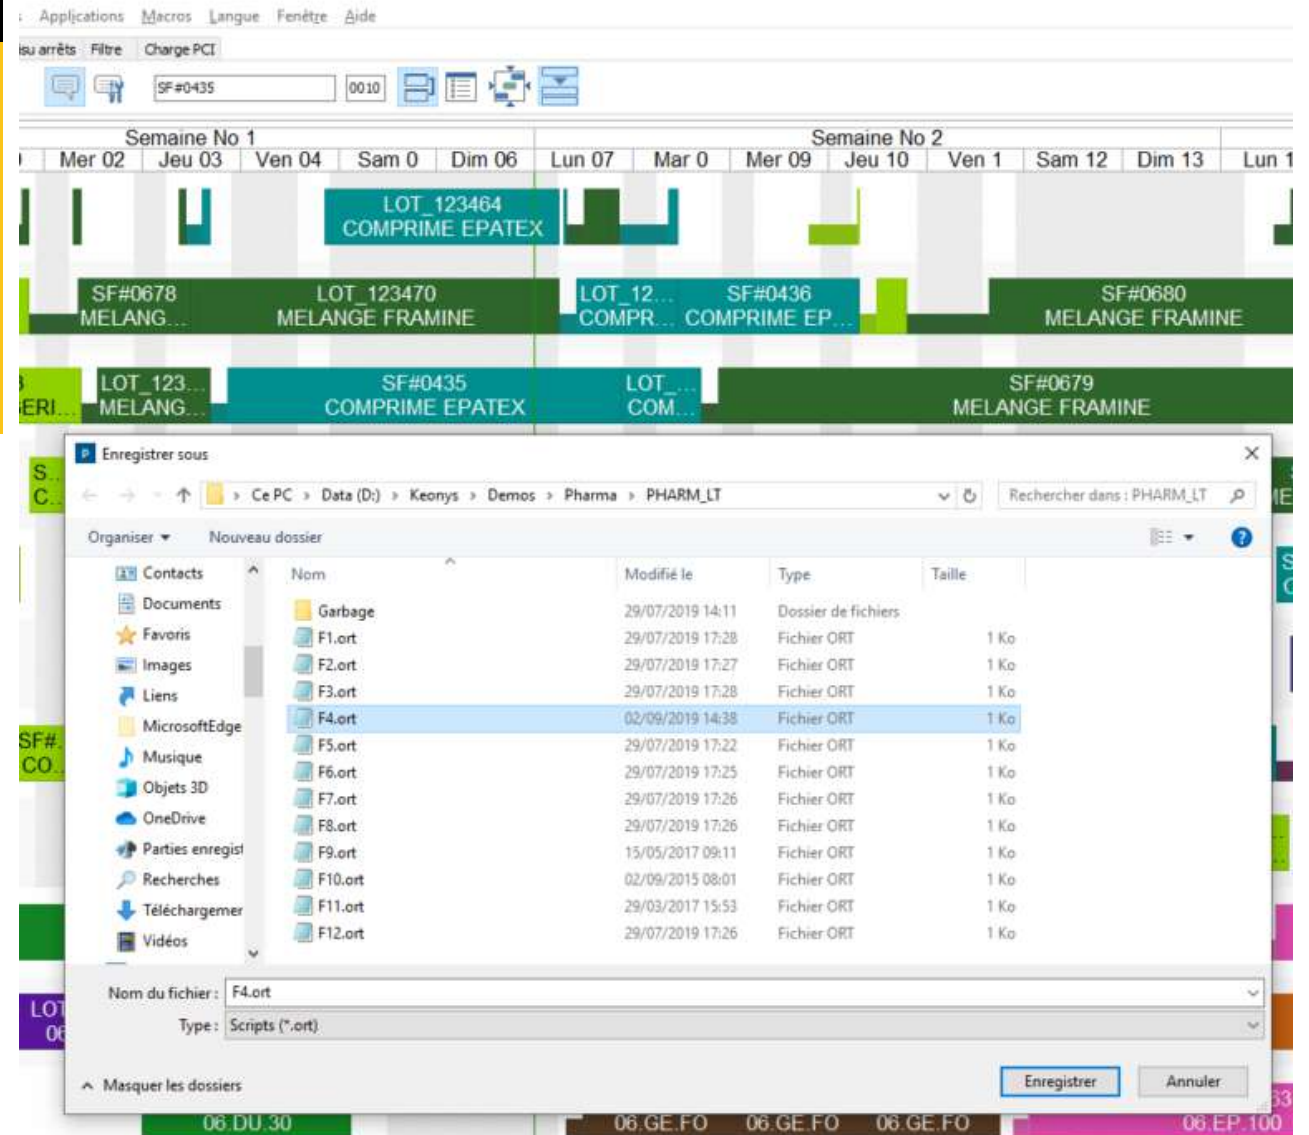 Applications Macros Langue Fenêtre Aide
isu arrêts Filtre Charge PCI
SF#0435 0010
Semaine No 1 Semaine No 2
Mer 02 Jeu 03 Ven 04 Sam 0 Dim 06 Lun 07 Mar 0 Mer 09 Jeu 10 Ven 1 Sam 12 Dim 13 Lun 1
LOT_123464
COMPRIME EPATEX
SF#0678 LOT_123470 LOT_12... SF#0436 SF#0680
MELANG... MELANGE FRAMINE COMPR... COMPRIME EP... MELANGE FRAMINE
LOT_123... SF#0435 LOT_... SF#0679
ERI... MELANG... COMPRIME EPATEX COM... MELANGE FRAMINE
Enregistrer sous
S...
C...
Ce PC > Data (D:) > Keonys > Demos > Pharma > PHARM_LT Rechercher dans : PHARM_LT
Organiser Nouveau dossier
Contacts Nom Modifié le Type Taille
Documents Garbage 29/07/2019 14:11 Dossier de fichiers
Favoris F1.ort 29/07/2019 17:28 Fichier ORT 1 Ko
Images F2.ort 29/07/2019 17:27 Fichier ORT 1 Ko
Liens F3.ort 29/07/2019 17:28 Fichier ORT 1 Ko
MicrosoftEdge F4.ort 02/09/2019 14:38 Fichier ORT 1 Ko
SF#.
CO...
Musique F5.ort 29/07/2019 17:22 Fichier ORT 1 Ko
Objets 3D F6.ort 29/07/2019 17:25 Fichier ORT 1 Ko
OneDrive F7.ort 29/07/2019 17:26 Fichier ORT 1 Ko
F8.ort 29/07/2019 17:26 Fichier ORT 1 Ko
Parties enregist F9.ort 15/05/2017 09:11 Fichier ORT 1 Ko
Recherches F10.ort 02/09/2015 08:01 Fichier ORT 1 Ko
Téléchargemer F11.ort 29/03/2017 15:53 Fichier ORT 1 Ko
Vidéos F12.ort 29/07/2019 17:26 Fichier ORT 1 Ko
Nom du fichier : F4.ort
LOT
06
Type : Scripts (*.ort)
Masquer les dossiers Enregistrer Annuler
06.DU.30 06.GE.FO 06.GE.FO 06.GE.FO 06.EP.100